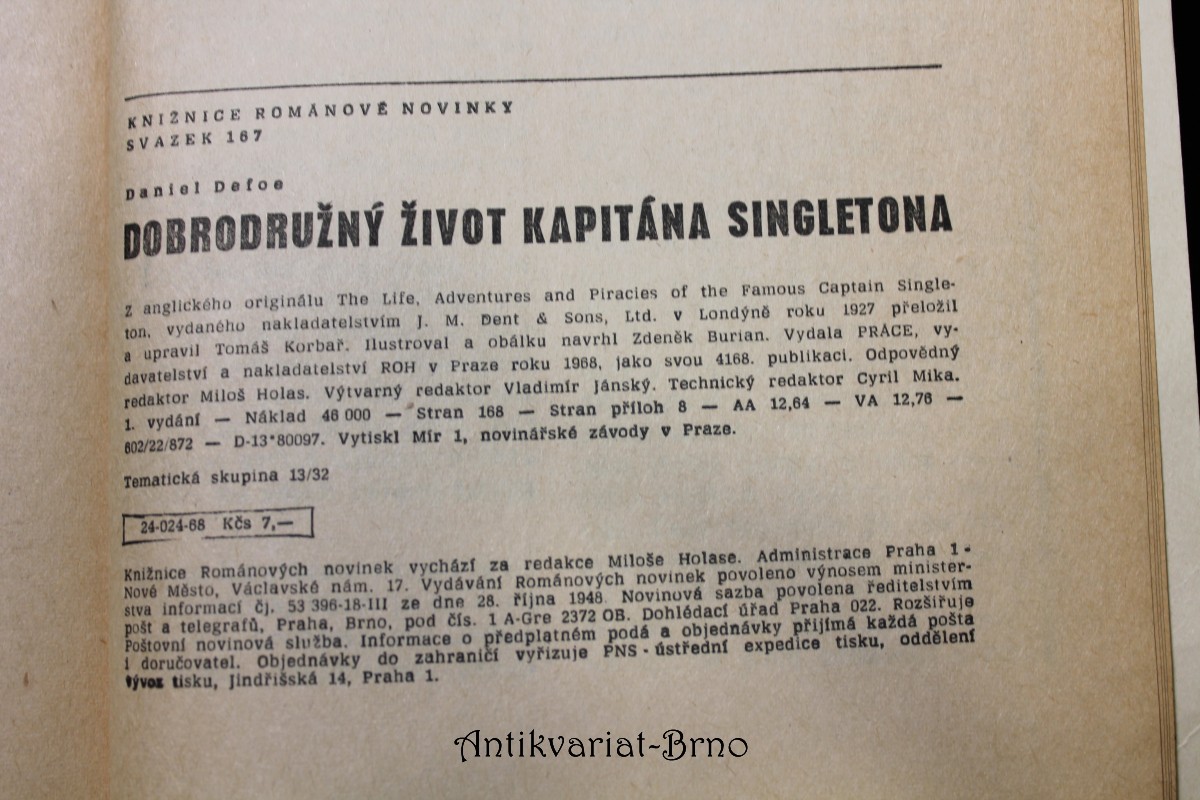 KNIŽNICE ROMÁNOVÉ NOVINKY
SVAZEK 167
Daniel Defoe
DOBRODRUŽNÝ ŽIVOT KAPITÁNA SINGLETONA
Z anglického originálu The Life, Adventures and Piracies of the Famous Captain Single-
ton, vydaného nakladatelstvím J. M. Dent & Sons, Ltd. v Londýně roku 1927 přeložil
a upravil Tomáš Korbař. Ilustroval a obálku navrhl Zdeněk Burian. Vydala PRÁCE, vy-
davatelství a nakladatelství ROH v Praze roku 1968, jako svou 4168. publikaci. Odpovědný
redaktor Miloš Holas. Výtvarný redaktor Vladimír Jánský. Technický redaktor Cyril Mika.
1. vydání — Náklad 46 000 — Stran 168 — Stran příloh 8 — AA 12,64 — VA 12,76 —
602/22/872 — D-13*80097. Vytiskl Mír 1, novinářské závody v Praze.
Tematická skupina 13/32
24-024-68 Kčs 7,—
Knižnice Románových novinek vychází za redakce Miloše Holase. Administrace Praha 1 -
Nové Město, Václavské nám. 17. Vydávání Románových novinek povoleno výnosem minister-
stva informací čj. 53 396-18-III ze dne 28. října 1948. Novinová sazba povolena ředitelstvím
pošt a telegrafů, Praha, Brno, pod čís. 1 A-Gre 2372 OB. Dohlédací úřad Praha 022. Rozšiřuje
Poštovní novinová služba. Informace o předplatném podá a objednávky přijímá každá pošta
i doručovatel. Objednávky do zahraničí vyřizuje PNS - ústřední expedice tisku, oddělení
vývoz tisku, Jindřišská 14, Praha 1.
Antikvariat-Brno